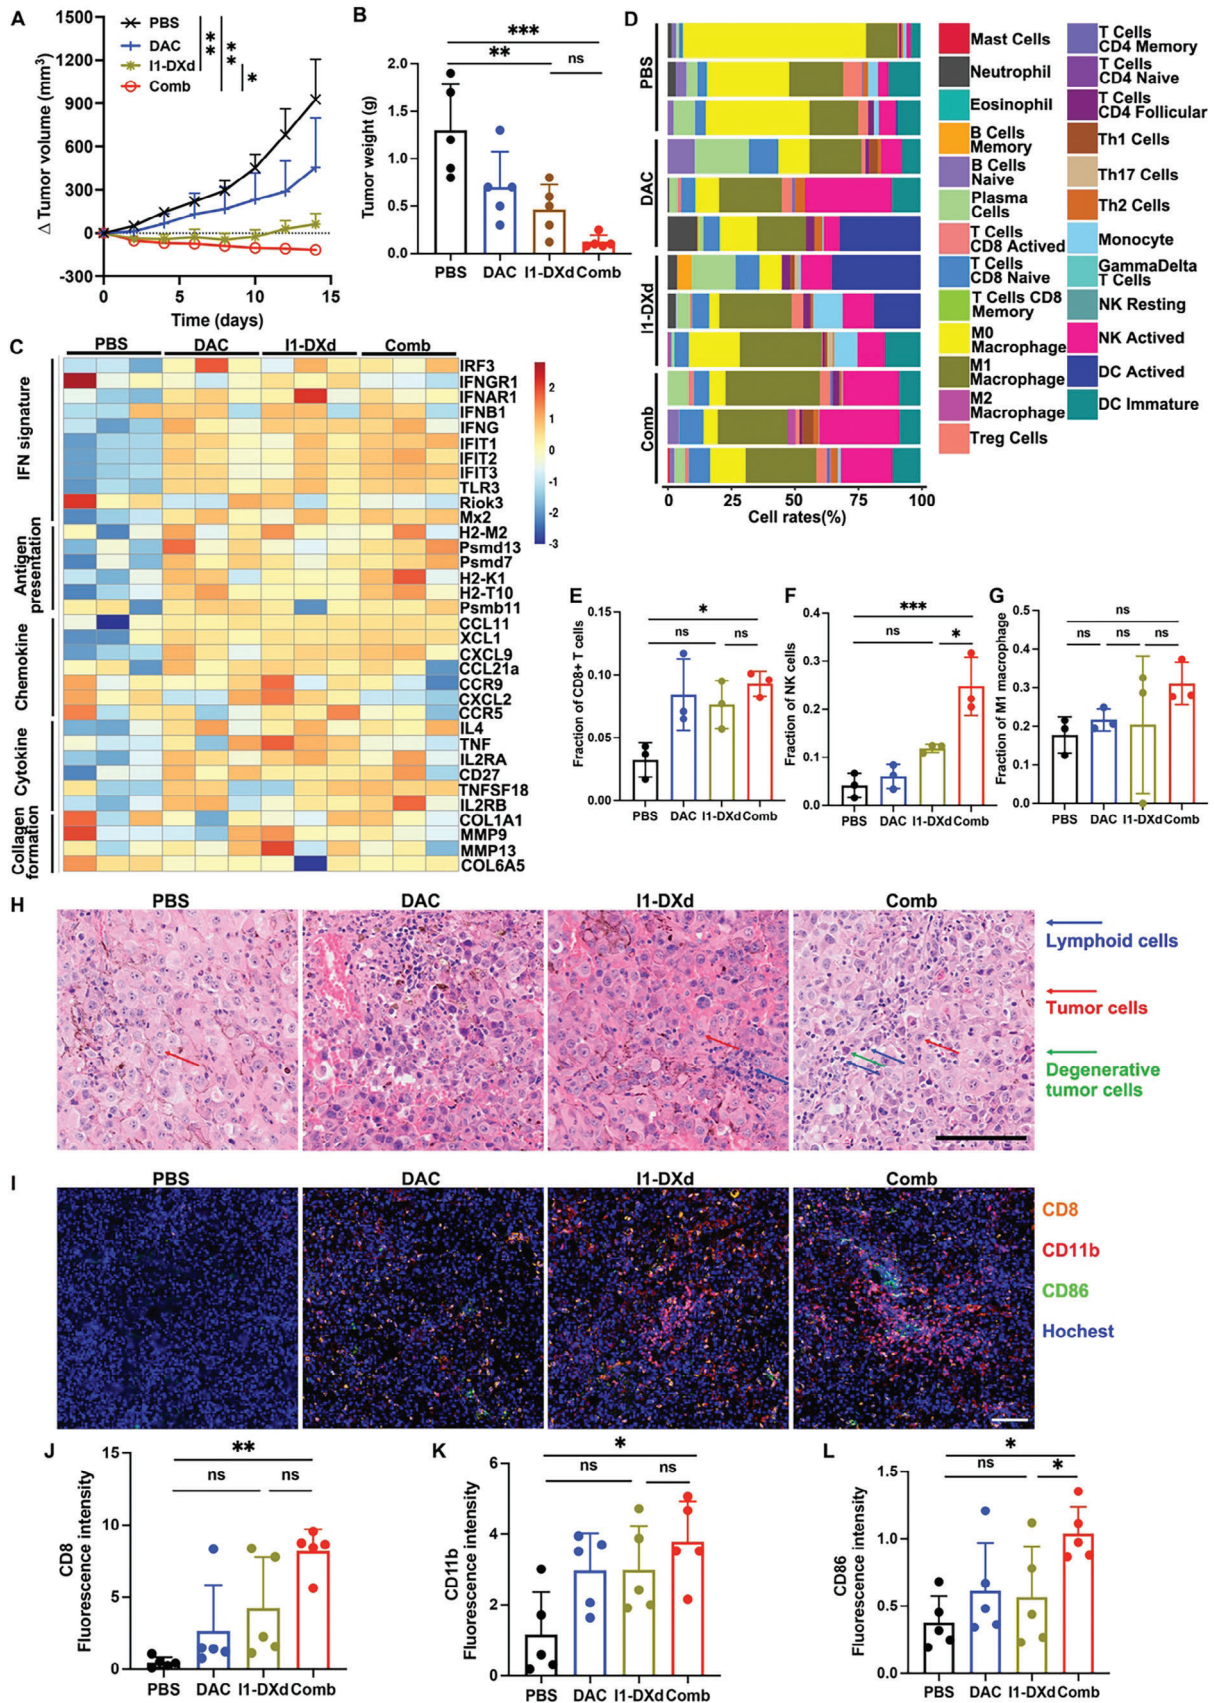 A
1500
1200
900
600
300
0
-300
Δ Tumor volume (mm³)
PBS
DAC
I1-DXd
Comb
**
**
*
0
5
10
15
Time (days)
B
***
**
ns
2.0
1.5
1.0
0.5
0.0
Tumor weight (g)
PBS
DAC
I1-DXd
Comb
C
PBS
DAC
I1-DXd
Comb
IFN signature
Antigen
presentation
Chemokine
Cytokine
Collagen
formation
IRF3
IFNGR1
IFNAR1
IFNB1
IFNG
IFIT1
IFIT2
IFIT3
TLR3
Riok3
Mx2
H2-M2
Psmd13
Psmd7
H2-K1
H2-T10
Psmb11
CCL11
XCL1
CXCL9
CCL21a
CCR9
CXCL2
CCR5
IL4
TNF
IL2RA
CD27
TNFSF18
IL2RB
COL1A1
MMP9
MMP13
COL6A5
2
1
0
-1
-2
-3
D
PBS
DAC
I1-DXd
Comb
0
25
50
75
100
Cell rates(%)
Mast Cells
Neutrophil
Eosinophil
B Cells
Memory
B Cells
Naive
Plasma
Cells
T Cells
CD8 Actived
T Cells
CD8 Naive
T Cells CD8
Memory
M0
Macrophage
M1
Macrophage
M2
Macrophage
Treg Cells
T Cells
CD4 Memory
T Cells
CD4 Naive
T Cells
CD4 Follicular
Th1 Cells
Th17 Cells
Th2 Cells
Monocyte
GammaDelta
T Cells
NK Resting
NK Actived
DC Actived
DC Immature
E
0.15
0.10
0.05
0.00
Fraction of CD8+ T cells
*
ns
ns
PBS
DAC
I1-DXd
Comb
F
0.4
0.3
0.2
0.1
0.0
Fraction of NK cells
***
ns
*
PBS
DAC
I1-DXd
Comb
G
0.5
0.4
0.3
0.2
0.1
0.0
Fraction of M1 macrophage
ns
ns
ns
ns
PBS
DAC
I1-DXd
Comb
H
PBS
DAC
I1-DXd
Comb
Lymphoid cells
Tumor cells
Degenerative
tumor cells
I
PBS
DAC
I1-DXd
Comb
CD8
CD11b
CD86
Hochest
J
15
10
5
0
CD8
Fluorescence intensity
**
ns
ns
PBS
DAC
I1-DXd
Comb
K
6
4
2
0
CD11b
Fluorescence intensity
*
ns
ns
PBS
DAC
I1-DXd
Comb
L
1.5
1.0
0.5
0.0
CD86
Fluorescence intensity
*
ns
*
PBS
DAC
I1-DXd
Comb